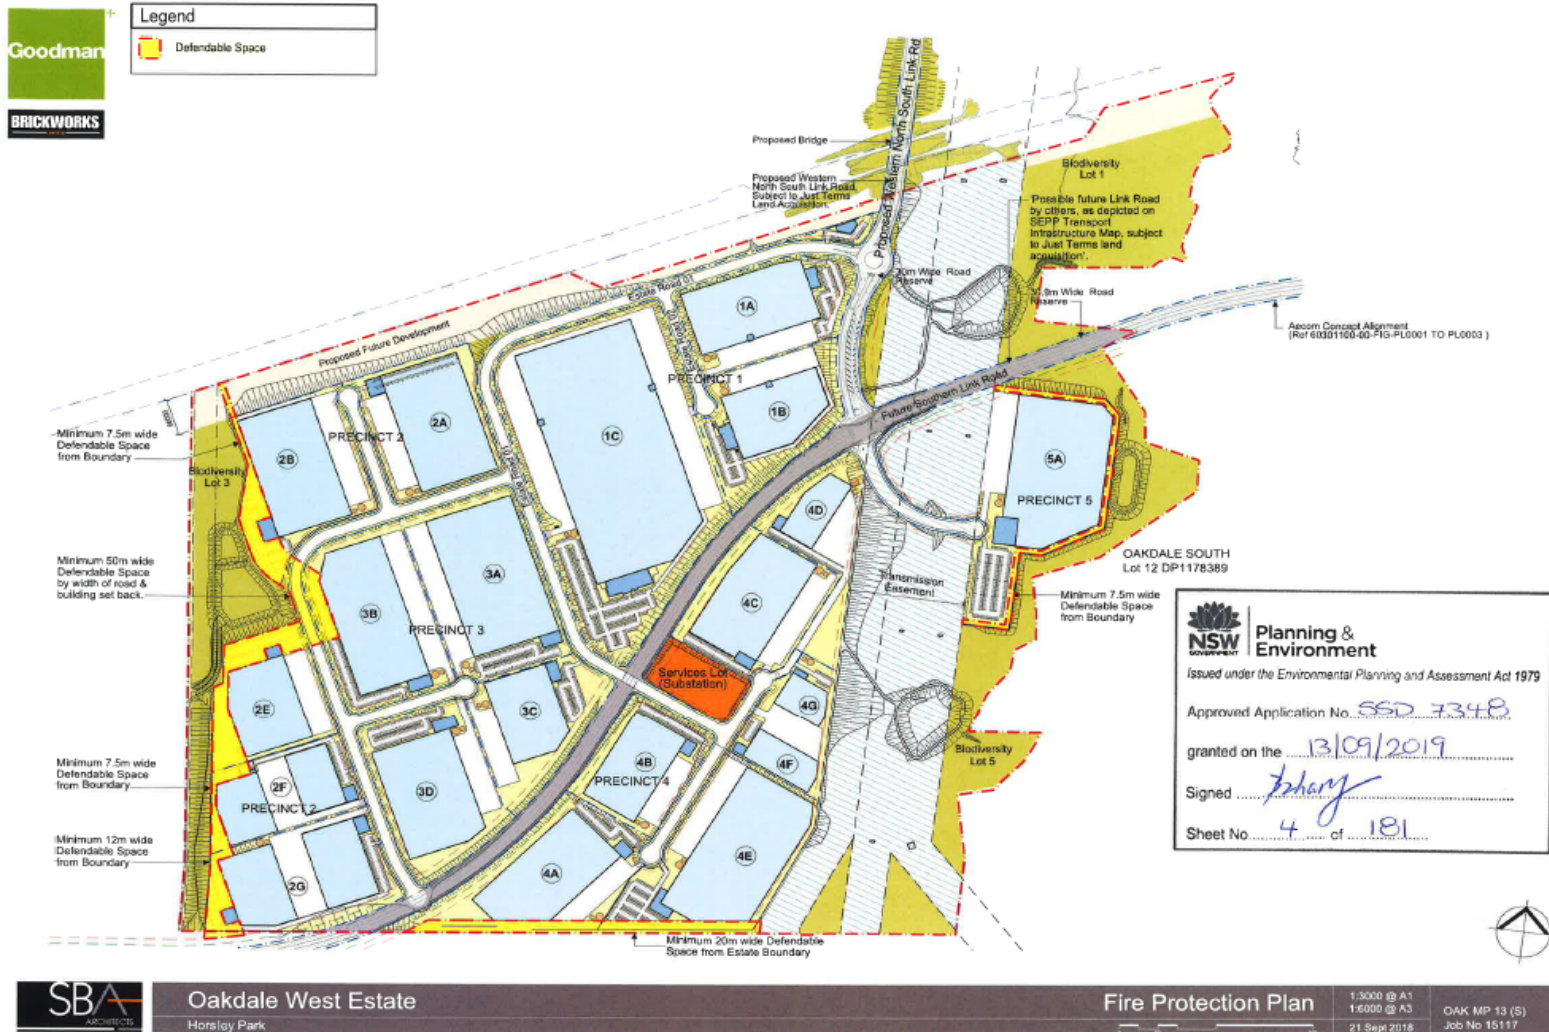 Goodman
BRICKWORKS
Legend
Defendable Space
Proposed Western North South Link Rd
Proposed Bridge
Proposed Western
North South Link Road,
Subject to Just Terms
Land Acquisition.
Biodiversity
Lot 1
'Possible future Link Road
by others, as depicted on
SEPP Transport
Infrastructure Map, subject
to Just Terms land
acquisition'.
Wide Road
Reserve
Wide Road
Reserve
Aecom Concept Alignment
(Ref 60301100-00-FIG-PL0001 TO PL0003 )
Estate Road 01
Proposed Future Development
1A
PRECINCT 1
1B
1C
Future Southern Link Road
2A
PRECINCT 2
2B
Minimum 7.5m wide
Defendable Space
from Boundary
Biodiversity
Lot 3
5A
PRECINCT 5
4D
OAKDALE SOUTH
Lot 12 DP1178389
Minimum 50m wide
Defendable Space
by width of road &
building set back.
3A
3B
PRECINCT 3
4C
Transmission
Easement
Minimum 7.5m wide
Defendable Space
from Boundary
Services Lot
(Substation)
2E
3C
4G
Biodiversity
Lot 5
Minimum 7.5m wide
Defendable Space
from Boundary
2F
PRECINCT 2
3D
4B
PRECINCT 4
4F
Minimum 12m wide
Defendable Space
from Boundary
2G
4A
4E
Minimum 20m wide Defendable
Space from Estate Boundary
NSW
GOVERNMENT
Planning &
Environment
Issued under the Environmental Planning and Assessment Act 1979
Approved Application No. SSD 7348
granted on the 13/09/2019
Signed
Sheet No. 4 of 181
SBA
ARCHITECTS
Oakdale West Estate
Horsley Park
Fire Protection Plan
1:3000 @ A1
1:6000 @ A3
21 Sept 2018
OAK MP 13 (S)
Job No 15117